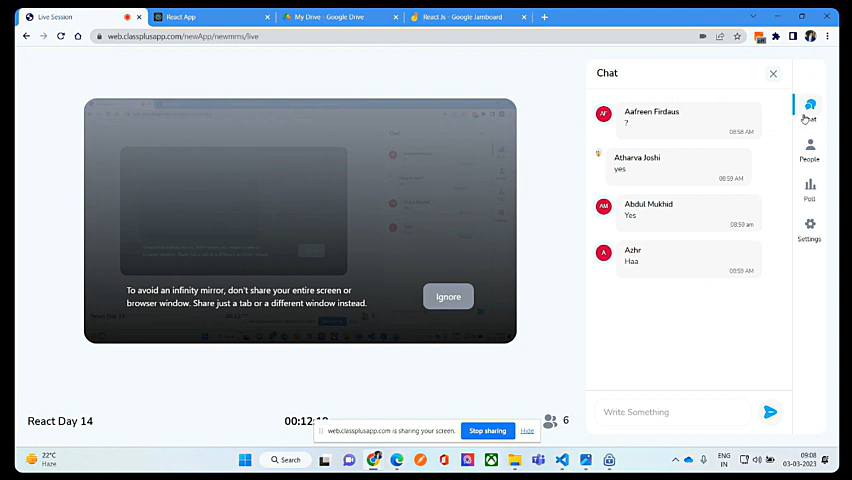 Live Session
React App
My Drive - Google Drive
React Js - Google Jamboard
web.classplusapp.com/newApp/newmms/live
Chat
AF
Aafreen Firdaus
?
08:58 AM
Atharva Joshi
yes
08:59 AM
AM
Abdul Mukhid
Yes
08:59 am
A
Azhr
Haa
08:59 AM
Chat
People
Poll
Settings
To avoid an infinity mirror, don't share your entire screen or
browser window. Share just a tab or a different window instead.
Ignore
Write Something
React Day 14
00:12:
6
web.classplusapp.com is sharing your screen.
Stop sharing
Hide
22°C
Haze
Search
ENG
IN
09:08
03-03-2023